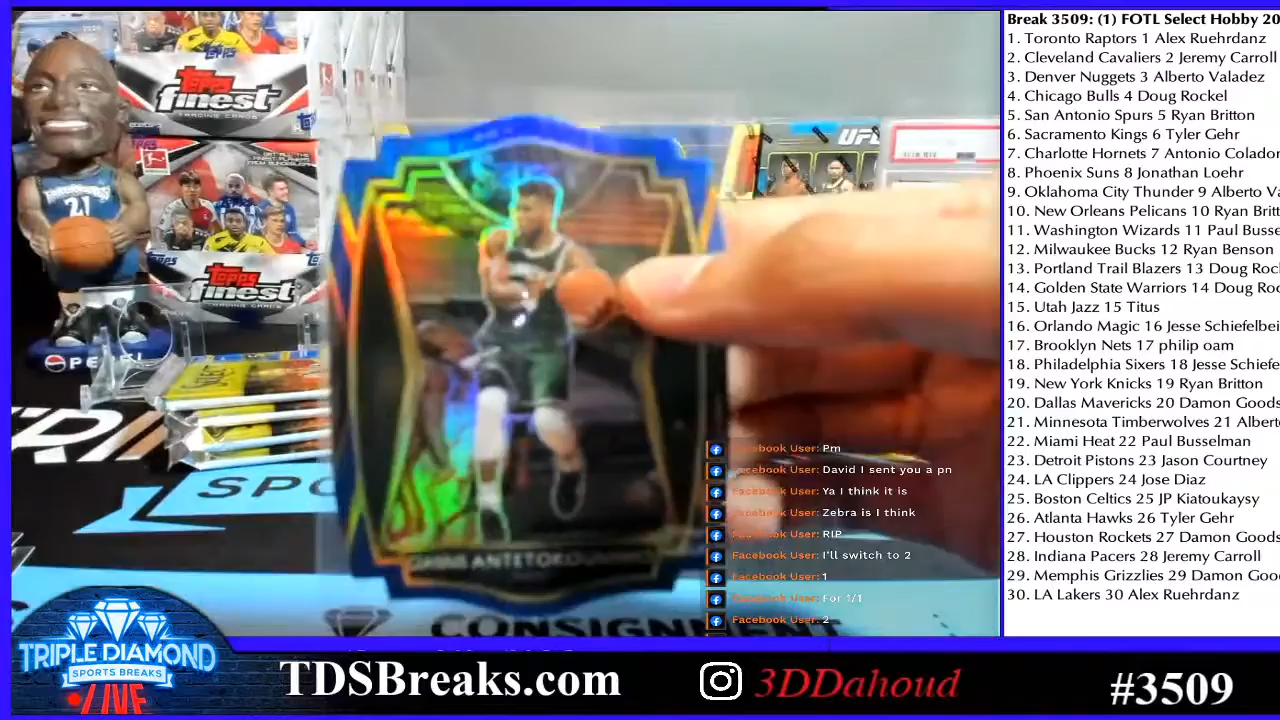 Break 3509: (1) FOTL Select Hobby 20
1. Toronto Raptors 1 Alex Ruehrdanz
2. Cleveland Cavaliers 2 Jeremy Carroll
3. Denver Nuggets 3 Alberto Valadez
4. Chicago Bulls 4 Doug Rockel
5. San Antonio Spurs 5 Ryan Britton
6. Sacramento Kings 6 Tyler Gehr
7. Charlotte Hornets 7 Antonio Colador
8. Phoenix Suns 8 Jonathan Loehr
9. Oklahoma City Thunder 9 Alberto Va
10. New Orleans Pelicans 10 Ryan Britt
11. Washington Wizards 11 Paul Busse
12. Milwaukee Bucks 12 Ryan Benson
13. Portland Trail Blazers 13 Doug Roc
14. Golden State Warriors 14 Doug Roc
15. Utah Jazz 15 Titus
16. Orlando Magic 16 Jesse Schiefelbei
17. Brooklyn Nets 17 philip oam
18. Philadelphia Sixers 18 Jesse Schiefe
19. New York Knicks 19 Ryan Britton
20. Dallas Mavericks 20 Damon Goods
21. Minnesota Timberwolves 21 Albert
22. Miami Heat 22 Paul Busselman
23. Detroit Pistons 23 Jason Courtney
24. LA Clippers 24 Jose Diaz
25. Boston Celtics 25 JP Kiatoukaysy
26. Atlanta Hawks 26 Tyler Gehr
27. Houston Rockets 27 Damon Goods
28. Indiana Pacers 28 Jeremy Carroll
29. Memphis Grizzlies 29 Damon Goo
30. LA Lakers 30 Alex Ruehrdanz
Topps
finest
TRADING CARDS
Topps
finest
UFC
21
PEPSI
SPO
ANTETOKOUNMPO
CONSIGNMENT
Facebook User: Pm
Facebook User: David I sent you a pn
Facebook User: Ya I think it is
Facebook User: Zebra is I think
Facebook User: RIP
Facebook User: I'll switch to 2
Facebook User: 1
Facebook User: For 1/1
Facebook User: 2
TRIPLE DIAMOND
SPORTS BREAKS
LIVE
TDSBreaks.com
3DDahoud
#3509